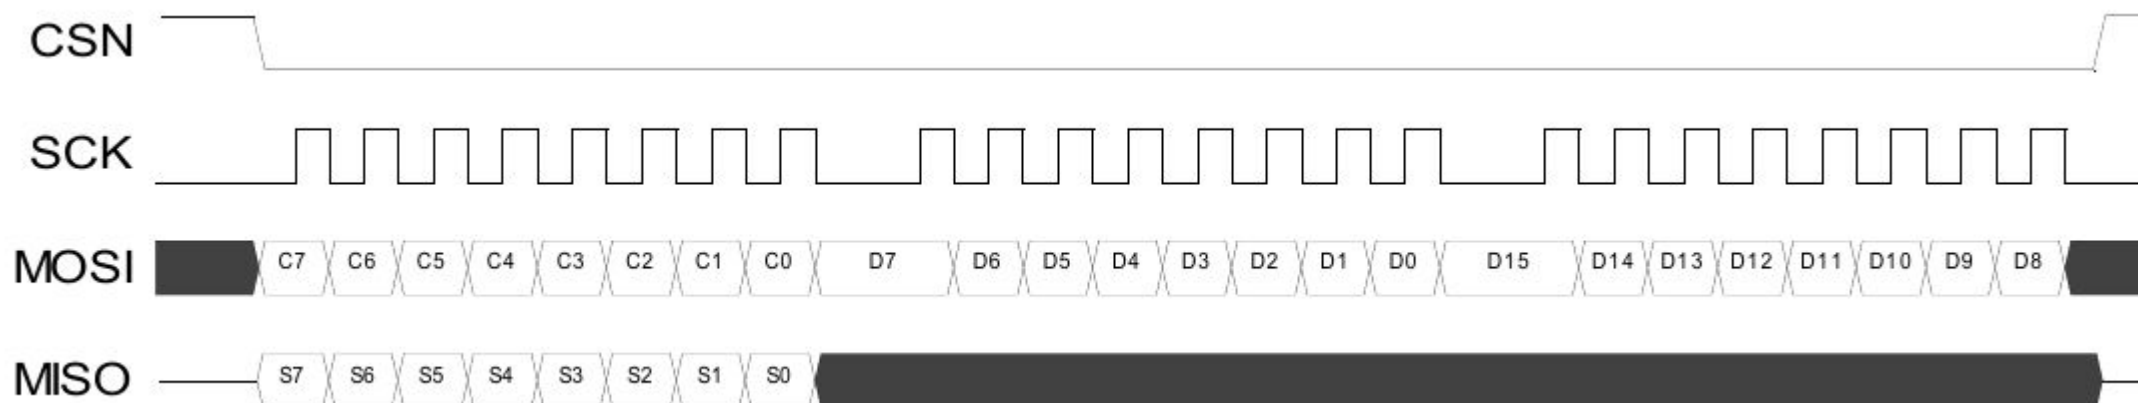 CSN
SCK
MOSI C7 C6 C5 C4 C3 C2 C1 C0 D7 D6 D5 D4 D3 D2 D1 D0 D15 D14 D13 D12 D11 D10 D9 D8
MISO S7 S6 S5 S4 S3 S2 S1 S0